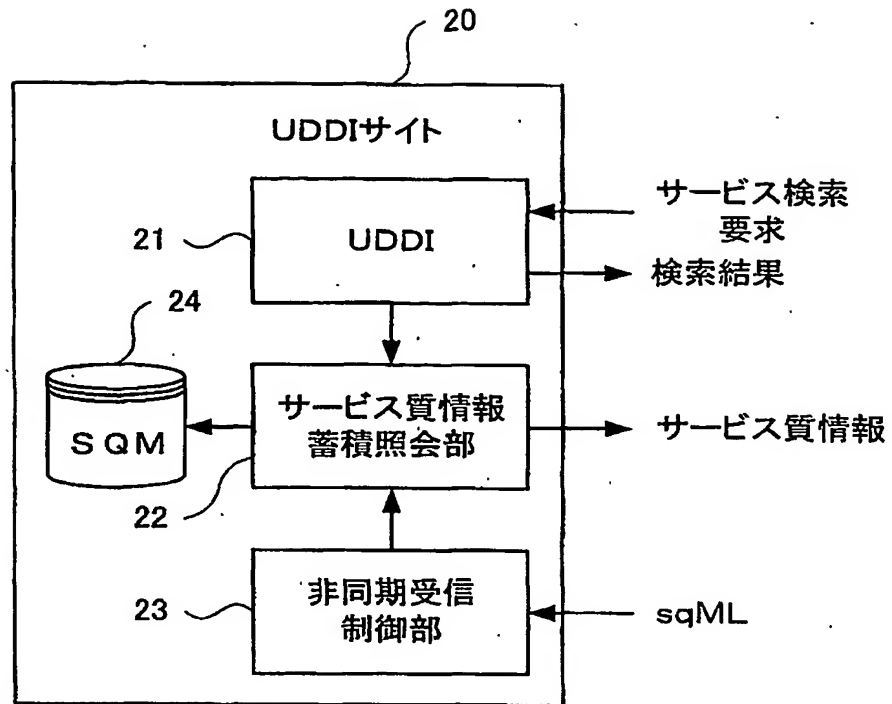 20
UDDIサイト
21
UDDI
サービス検索
要求
検索結果
24
SQM
サービス質情報
蓄積照会部
22
サービス質情報
23
非同期受信
制御部
sqML